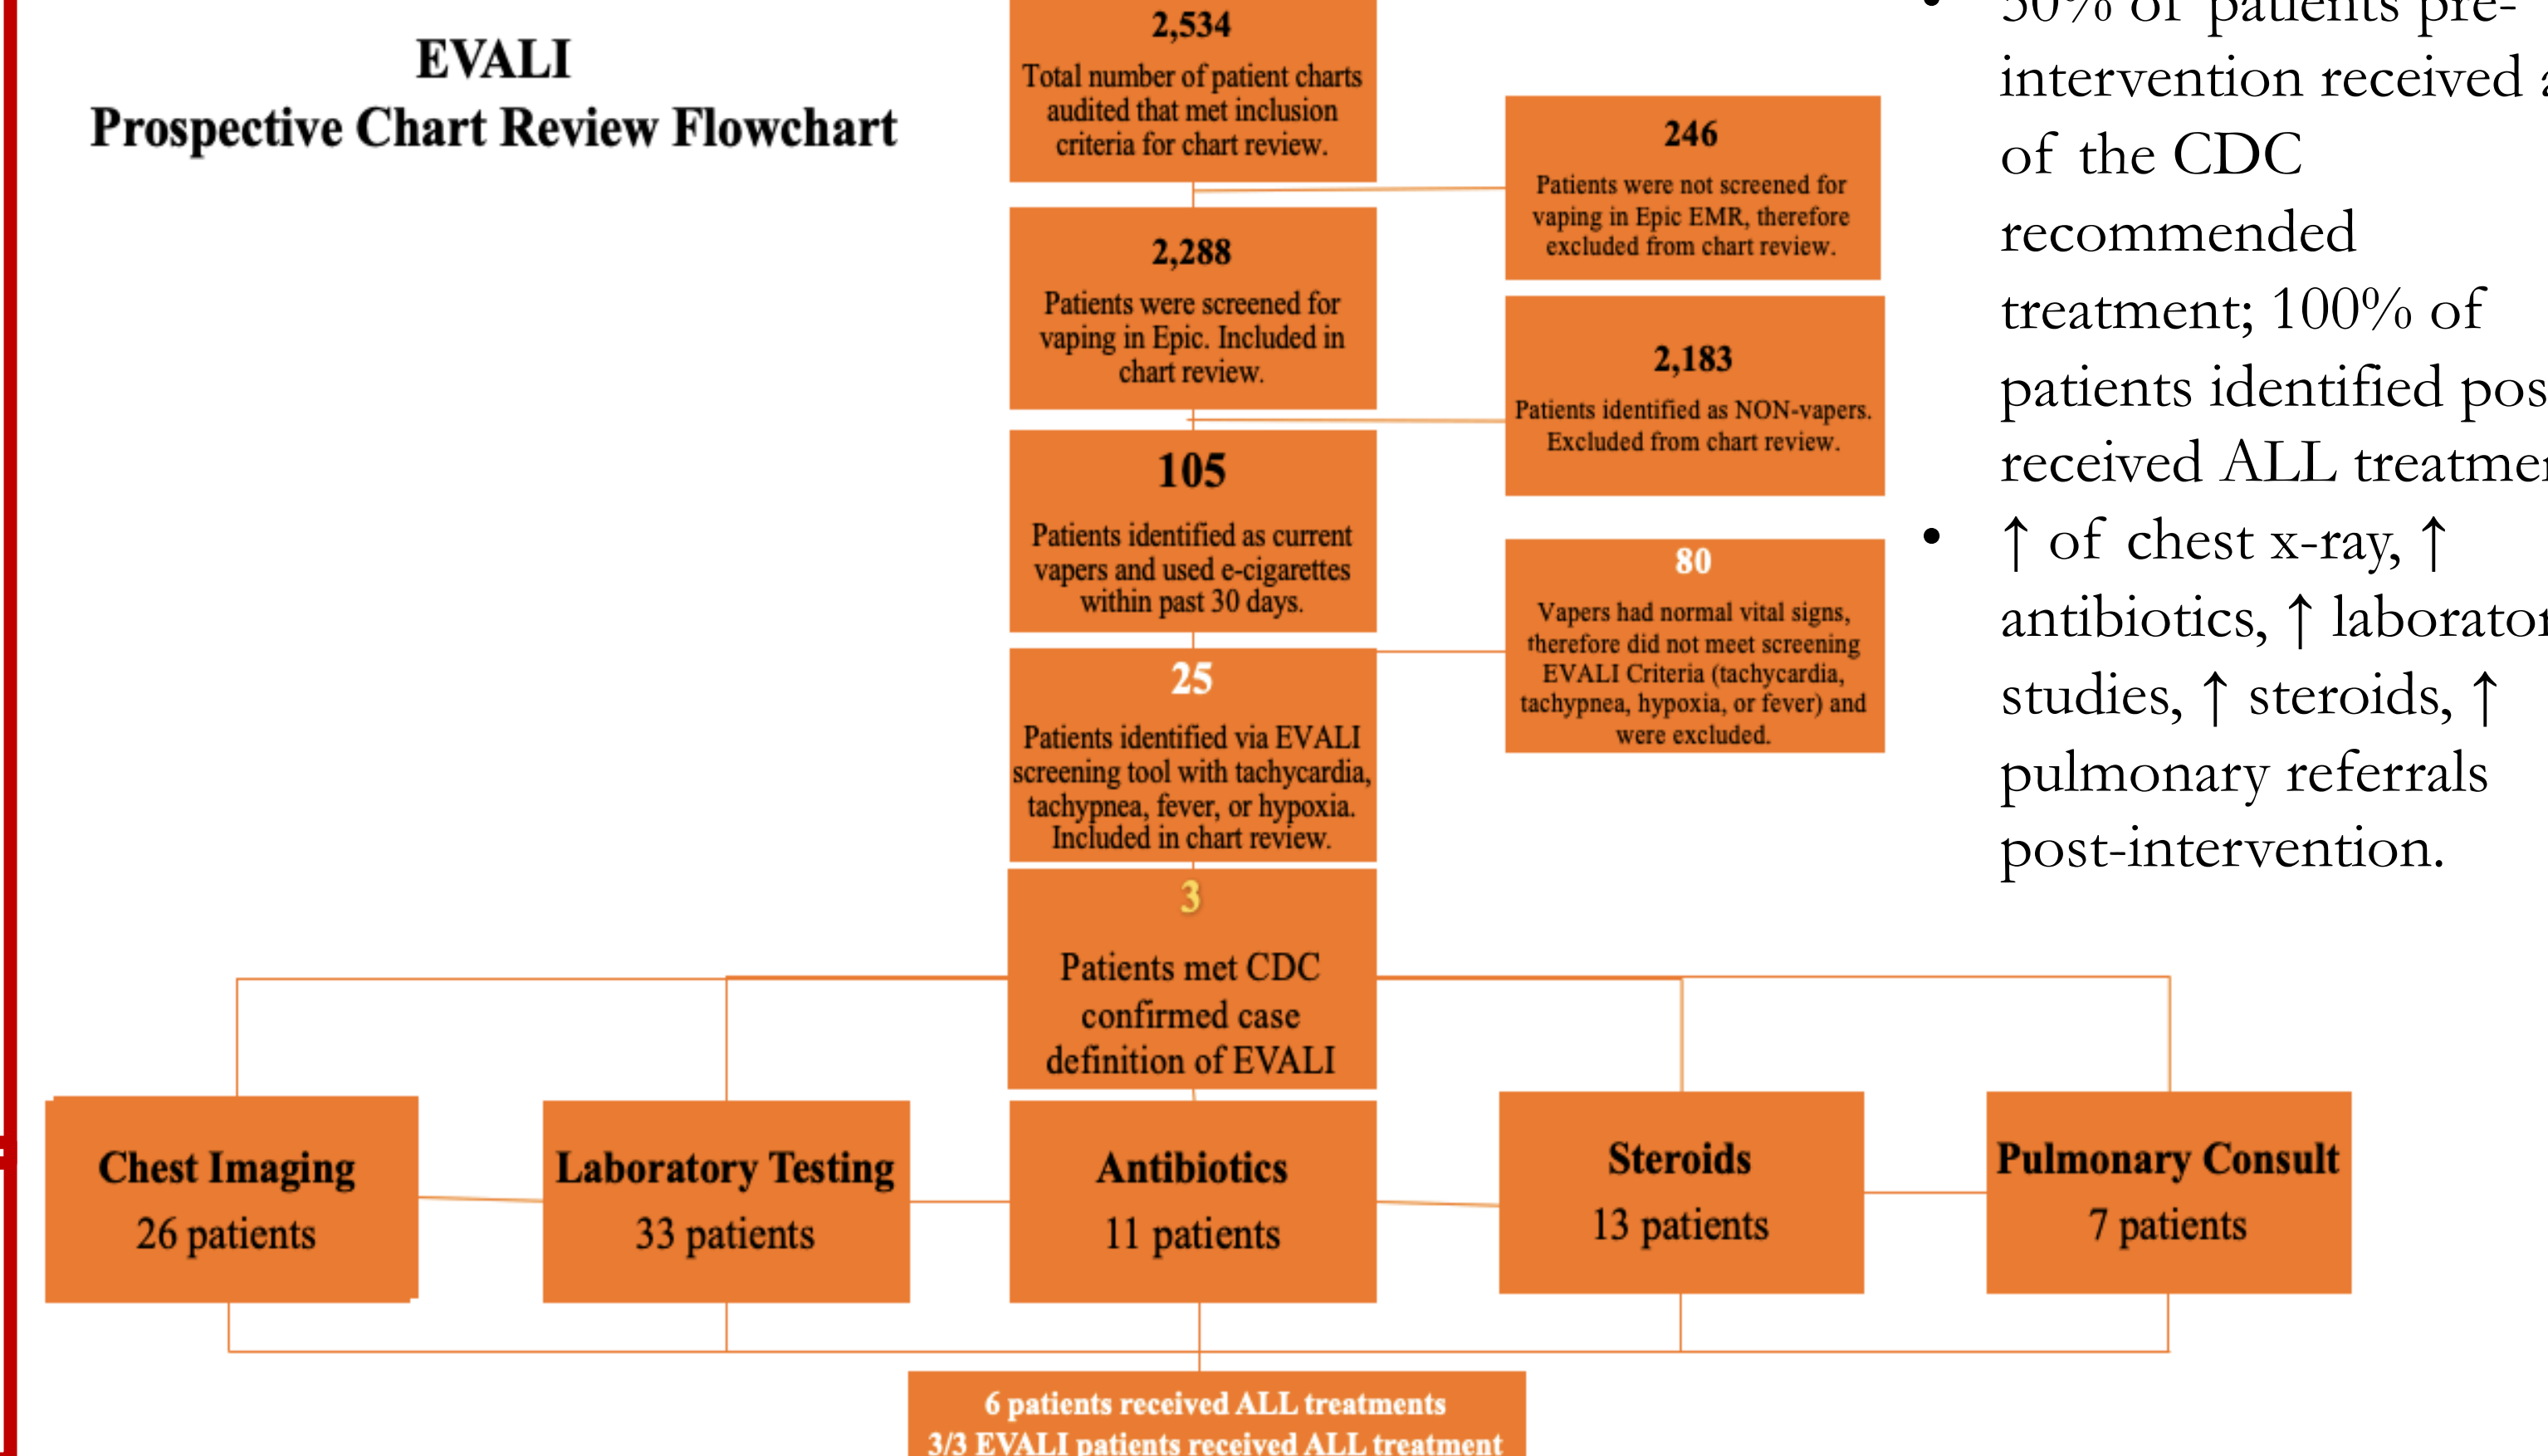 EVALI
Prospective Chart Review Flowchart
2,534
Total number of patient charts
audited that met inclusion
criteria for chart review.
246
Patients were not screened for
vaping in Epic EMR, therefore
excluded from chart review.
2,288
Patients were screened for
vaping in Epic. Included in
chart review.
2,183
Patients identified as NON-vapers.
Excluded from chart review.
105
Patients identified as current
vapers and used e-cigarettes
within past 30 days.
80
Vapers had normal vital signs,
therefore did not meet screening
EVALI Criteria (tachycardia,
tachypnea, hypoxia, or fever) and
were excluded.
25
Patients identified via EVALI
screening tool with tachycardia,
tachypnea, fever, or hypoxia.
Included in chart review.
3
Patients met CDC
confirmed case
definition of EVALI
Chest Imaging
26 patients
Laboratory Testing
33 patients
Antibiotics
11 patients
Steroids
13 patients
Pulmonary Consult
7 patients
6 patients received ALL treatments
3/3 EVALI patients received ALL treatment
• 50% of patients pre-
intervention received
of the CDC
recommended
treatment; 100% of
patients identified pos
received ALL treatme
• ↑ of chest x-ray, ↑
antibiotics, ↑ laborato
studies, ↑ steroids, ↑
pulmonary referrals
post-intervention.